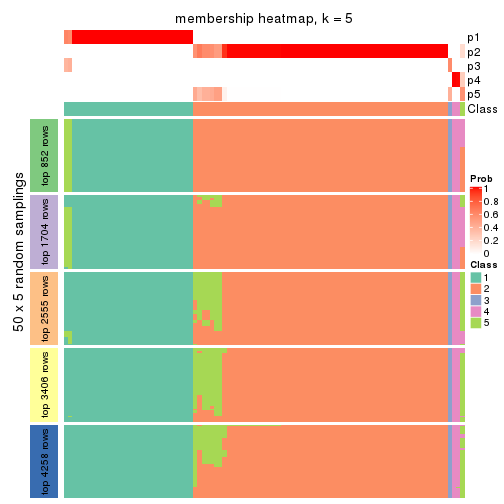 membership heatmap, k = 5
p1
p2
p3
p4
p5
Class
50 x 5 random samplings
top 852 rows
top 1704 rows
top 2555 rows
top 3406 rows
top 4258 rows
Prob
1
0.8
0.6
0.4
0.2
0
Class
1
2
3
4
5